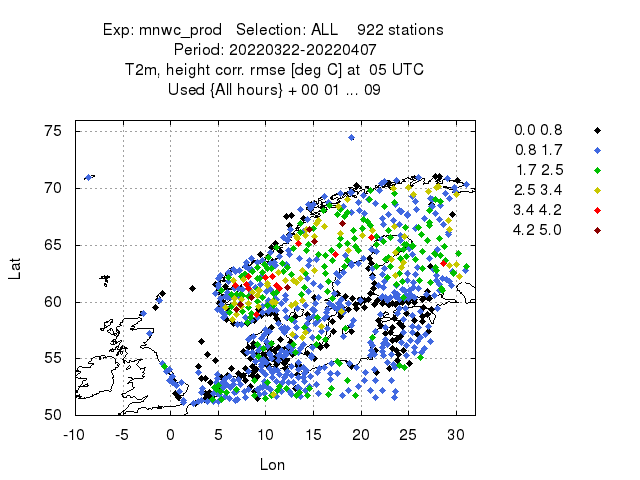 Exp: mnwc_prod   Selection: ALL    922 stations
Period: 20220322-20220407
T2m, height corr. rmse [deg C] at  05 UTC
Used {All hours} + 00 01 ... 09
0.0 0.8
0.8 1.7
1.7 2.5
2.5 3.4
3.4 4.2
4.2 5.0
75
70
65
60
55
50
Lat
-10 -5 0 5 10 15 20 25 30
Lon